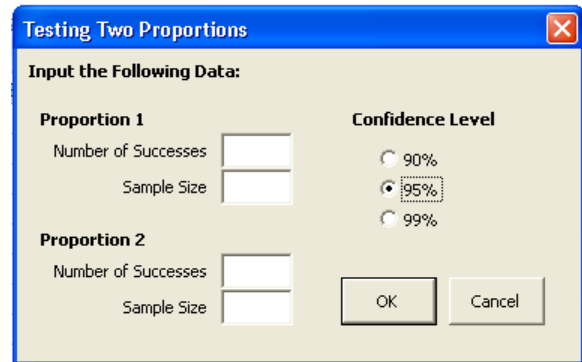 Testing Two Proportions
Input the Following Data:
Proportion 1
Number of Successes
Sample Size
Confidence Level
90%
95%
99%
Proportion 2
Number of Successes
Sample Size
OK
Cancel